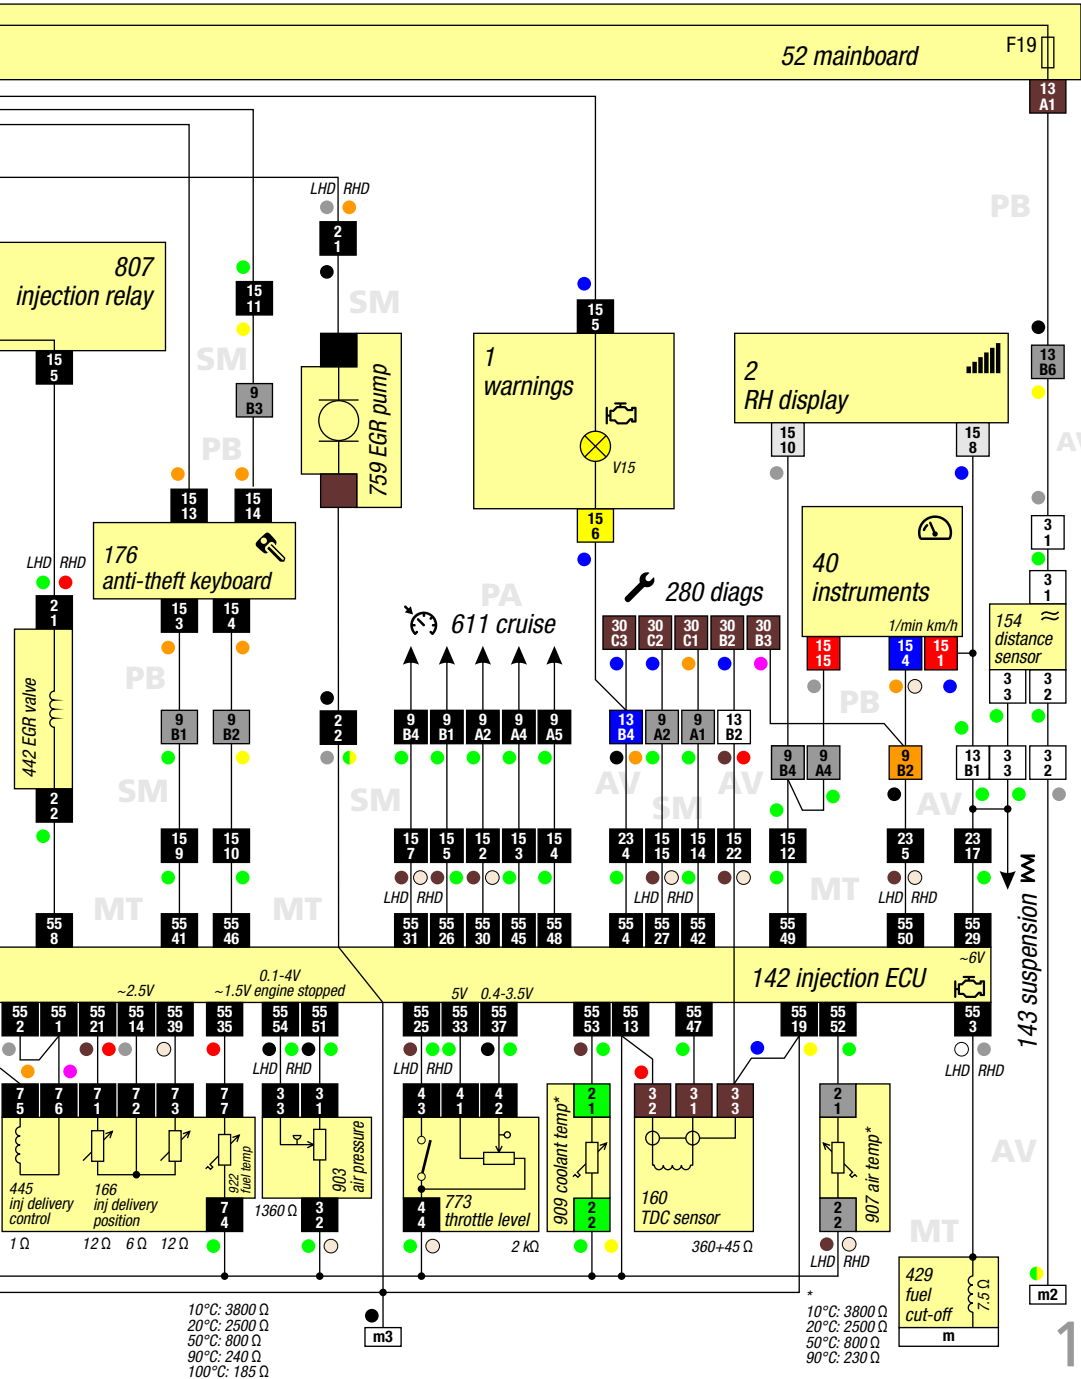 52 mainboard
F19
13
A1
LHD RHD
PB
2
1
807
injection relay
15
11
SM
15
5
15
5
SM
13
B6
1
warnings
2
RH display
9
B3
759 EGR pump
AV
PB
V15
15
10
15
8
15
13
15
14
15
6
3
1
176
anti-theft keyboard
40
instruments
LHD RHD
280 diags
PA
3
1
2
1
15
3
15
4
611 cruise
30
C3
30
C2
30
C1
30
B2
30
B3
1/min km/h
154
distance
sensor
15
15
15
4
15
1
442 EGR valve
PB
PB
3
3
3
2
9
B1
9
B2
2
2
9
B4
9
B1
9
A2
9
A4
9
A5
13
B4
9
A2
9
A1
13
B2
9
B4
9
A4
9
B2
13
B1
3
3
3
2
2
2
SM
SM
AV
SM
AV
AV
15
9
15
10
15
7
15
5
15
2
15
3
15
4
23
4
15
15
15
14
15
22
15
12
23
5
23
17
MT
MT
MT
LHD RHD
LHD RHD
LHD RHD
143 suspension
55
8
55
41
55
46
55
31
55
26
55
30
55
45
55
48
55
4
55
27
55
42
55
49
55
50
55
29
142 injection ECU
~6V
~2.5V
0.1-4V
~1.5V engine stopped
5V 0.4-3.5V
55
2
55
1
55
21
55
14
55
39
55
35
55
54
55
51
55
25
55
33
55
37
55
53
55
13
55
47
55
19
55
52
55
3
LHD RHD
LHD RHD
LHD RHD
7
5
7
6
7
1
7
2
7
3
7
7
3
3
3
1
4
3
4
1
4
2
2
1
3
2
3
1
3
3
2
1
445
inj delivery
control
166
inj delivery
position
922
fuel temp
903
air pressure
773
throttle level
909 coolant temp*
160
TDC sensor
907 air temp*
AV
7
4
3
2
4
4
2
2
2
2
1 Ω
12 Ω
6 Ω
12 Ω
1360 Ω
2 kΩ
360+45 Ω
MT
LHD RHD
429
fuel
cut-off
7.5 Ω
m
m2
10°C: 3800 Ω
20°C: 2500 Ω
50°C: 800 Ω
90°C: 240 Ω
100°C: 185 Ω
m3
*
10°C: 3800 Ω
20°C: 2500 Ω
50°C: 800 Ω
90°C: 230 Ω
1